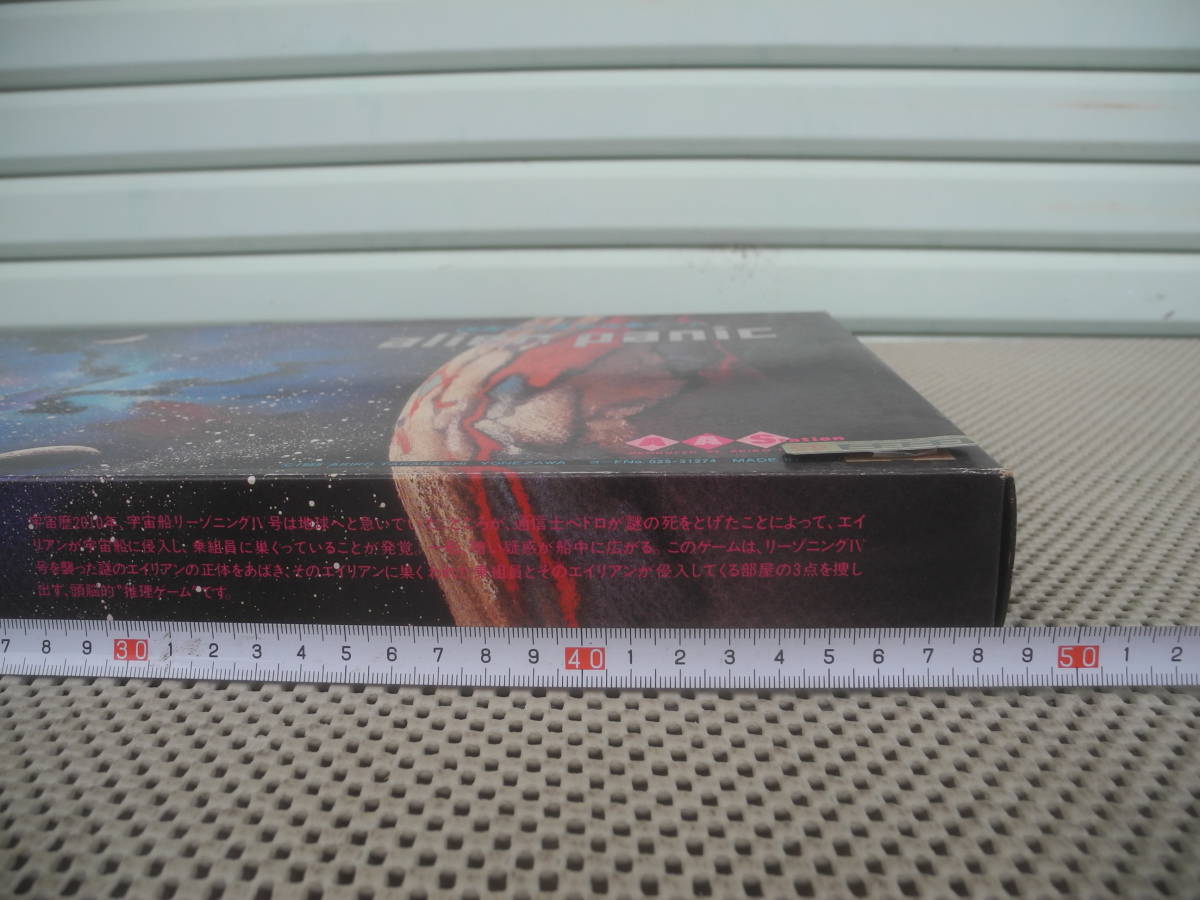 alien panic
AAStation
No. 025-31274 MADE
宇宙暦2010年、宇宙船リーゾニングIV号は地球へと急いでい ころが、通信士ペドロが謎の死をとげたことによって、エイ
リアンが宇宙船に侵入し、乗組員に巣ぐっていることが発覚。 い疑惑が船中に広がる。このゲームは、リーゾニングIV
号を襲った謎のエイリアンの正体をあばき、そのエイリアンに巣く 乗組員とそのエイリアンが侵入してくる部屋の3点を捜し
出す、頭脳的"推理ゲーム"です。
7 8 9 30 1 2 3 4 5 6 7 8 9 40 1 2 3 4 5 6 7 8 9 50 1 2